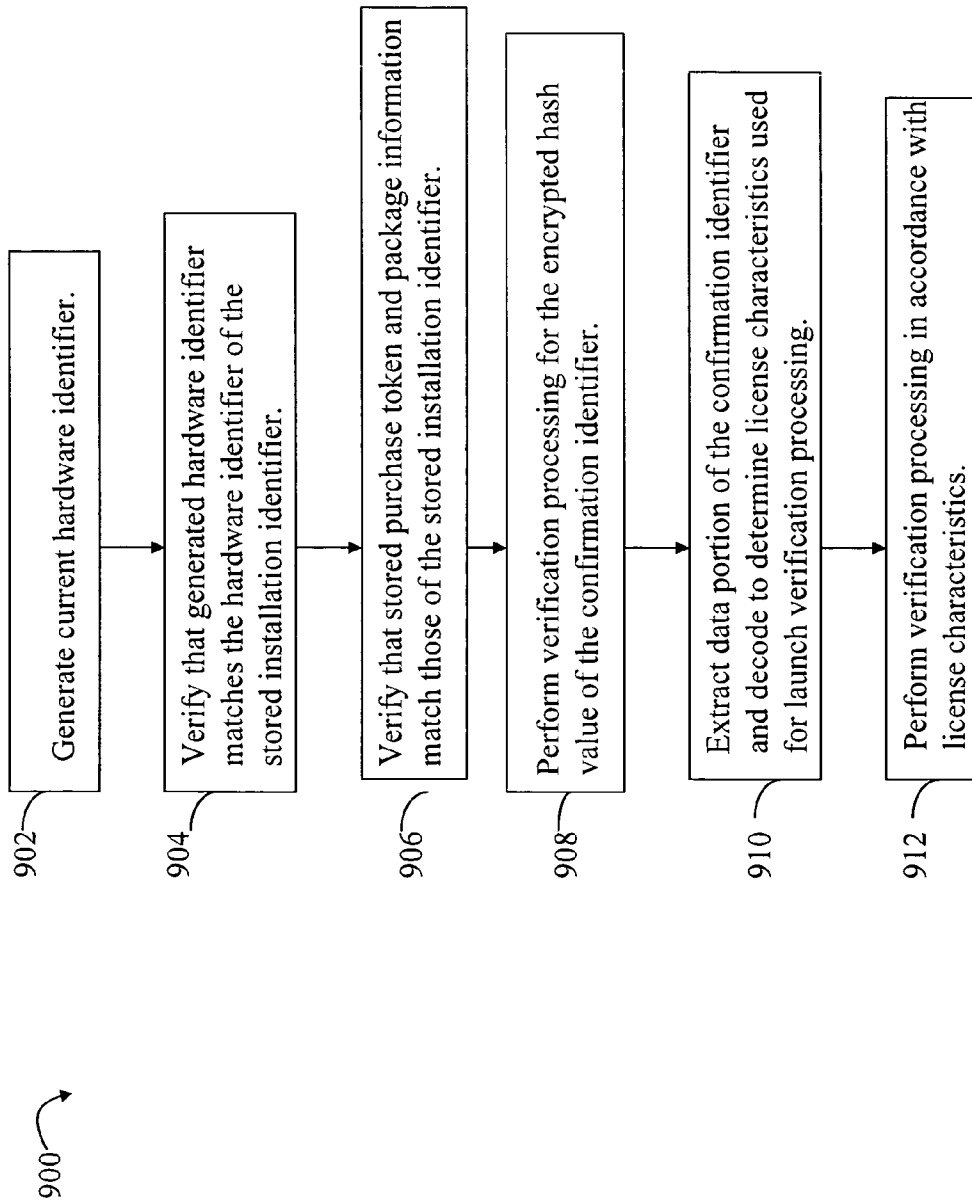 900
902
Generate current hardware identifier.
904
Verify that generated hardware identifier
matches the hardware identifier of the
stored installation identifier.
906
Verify that stored purchase token and package information
match those of the stored installation identifier.
908
Perform verification processing for the encrypted hash
value of the confirmation identifier.
910
Extract data portion of the confirmation identifier
and decode to determine license characteristics used
for launch verification processing.
912
Perform verification processing in accordance with
license characteristics.